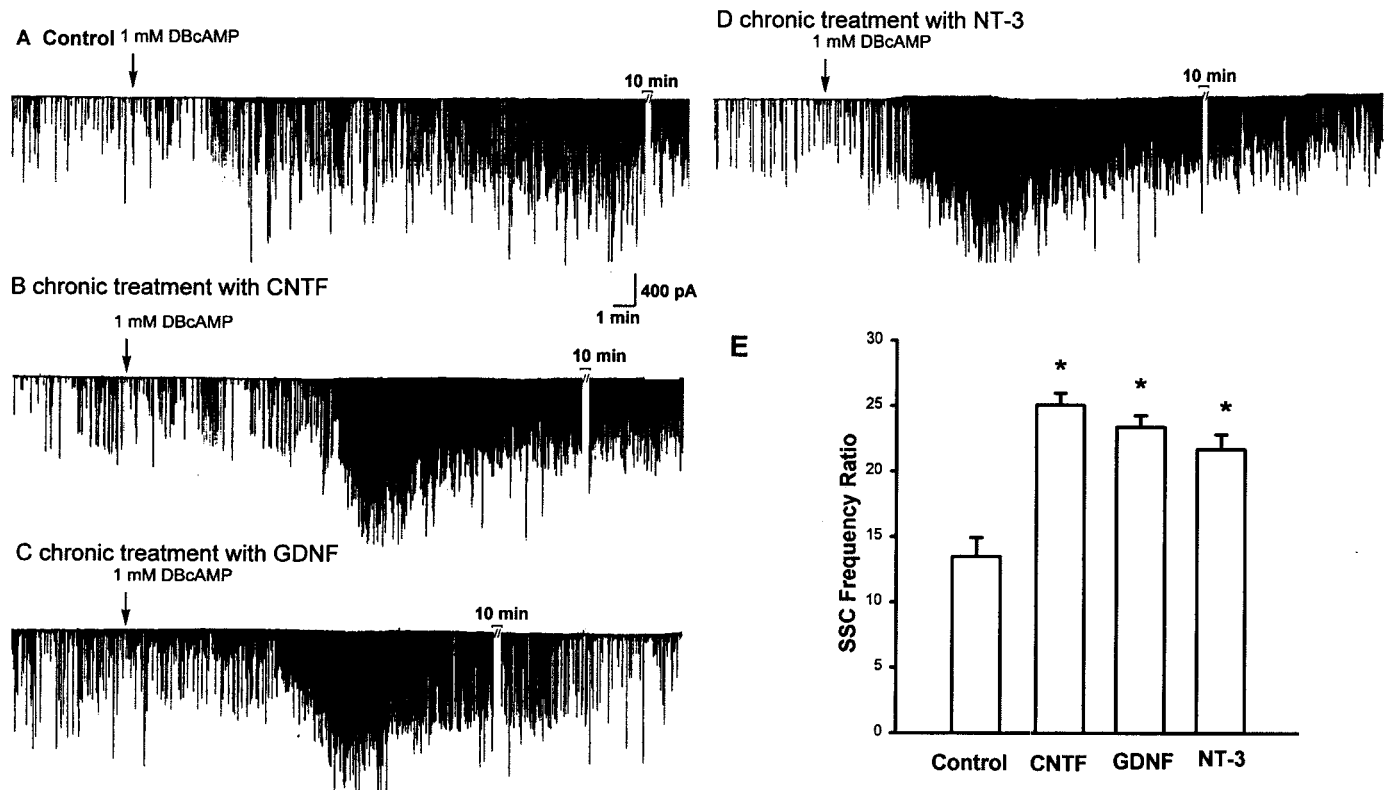 A Control 1 mM DBcAMP
10 min
400 pA
1 min
B chronic treatment with CNTF
1 mM DBcAMP
10 min
C chronic treatment with GDNF
1 mM DBcAMP
10 min
D chronic treatment with NT-3
1 mM DBcAMP
10 min
E
SSC Frequency Ratio
30
25
20
15
10
5
0
*
*
*
Control CNTF GDNF NT-3